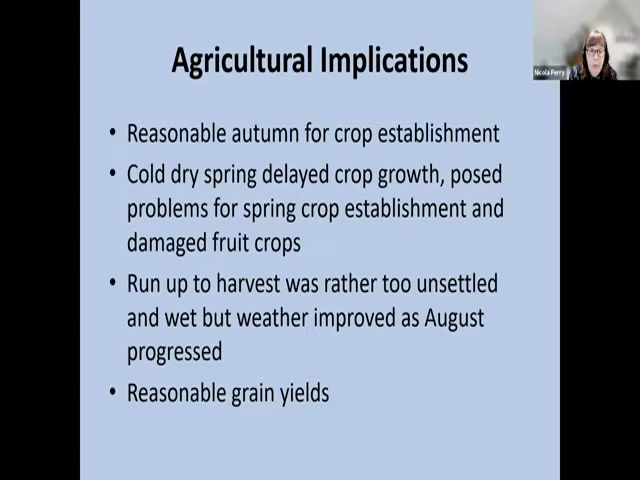 Agricultural Implications
Nicola Perry
• Reasonable autumn for crop establishment
• Cold dry spring delayed crop growth, posed
problems for spring crop establishment and
damaged fruit crops
• Run up to harvest was rather too unsettled
and wet but weather improved as August
progressed
• Reasonable grain yields